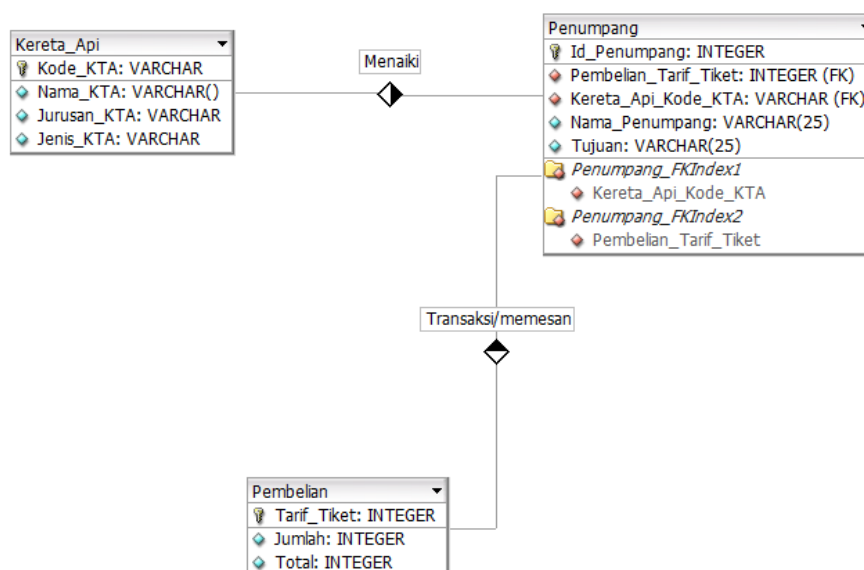 Kereta_Api
Kode_KTA: VARCHAR
Nama_KTA: VARCHAR()
Jurusan_KTA: VARCHAR
Jenis_KTA: VARCHAR
Menaiki
Penumpang
Id_Penumpang: INTEGER
Pembelian_Tarif_Tiket: INTEGER (FK)
Kereta_Api_Kode_KTA: VARCHAR (FK)
Nama_Penumpang: VARCHAR(25)
Tujuan: VARCHAR(25)
Penumpang_FKIndex1
Kereta_Api_Kode_KTA
Penumpang_FKIndex2
Pembelian_Tarif_Tiket
Transaksi/memesan
Pembelian
Tarif_Tiket: INTEGER
Jumlah: INTEGER
Total: INTEGER